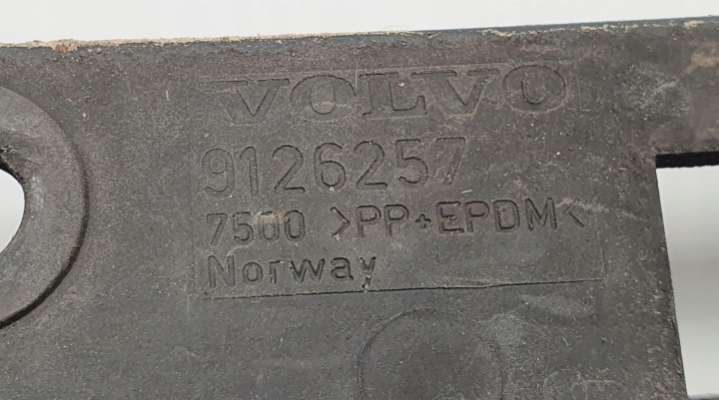 VOLVO
9126257
7500 >PP+EPDM<
Norway